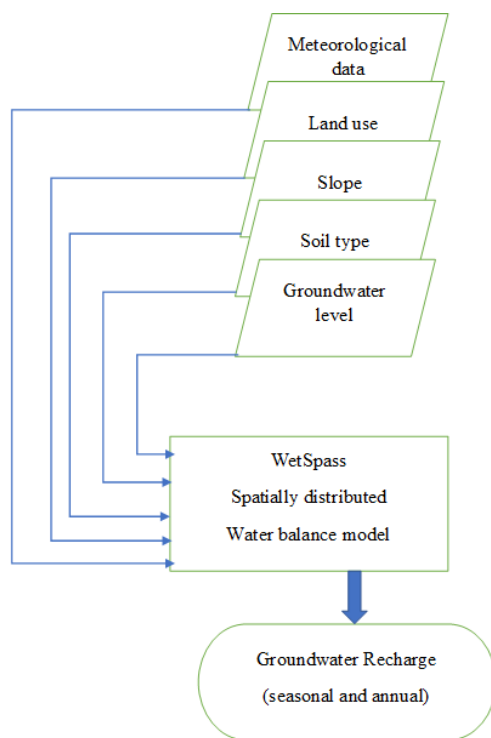 Meteorological
data
Land use
Slope
Soil type
Groundwater
level
WetSpass
Spatially distributed
Water balance model
Groundwater Recharge
(seasonal and annual)